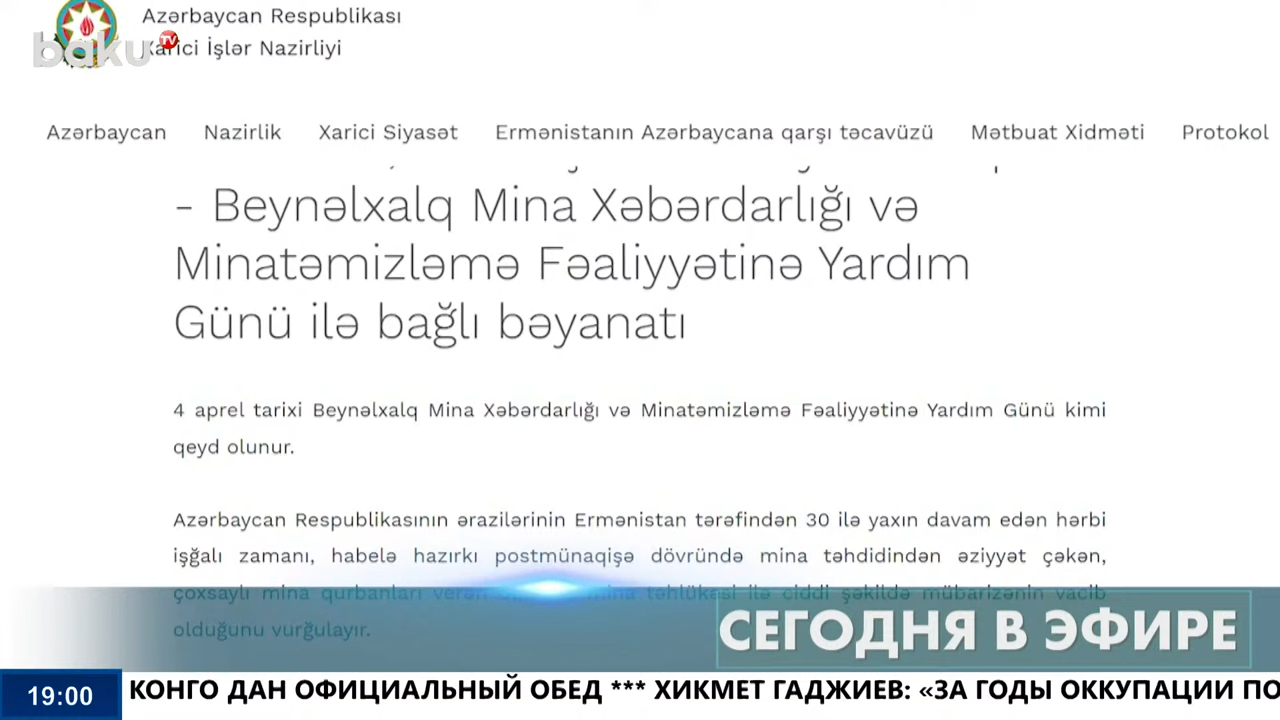 Azərbaycan Respublikası
Xarici İşlər Nazirliyi
baku TV
Azərbaycan Nazirlik Xarici Siyasət Ermənistanın Azərbaycana qarşı təcavüzü Mətbuat Xidməti Protokol
- Beynəlxalq Mina Xəbərdarlığı və
Minatəmizləmə Fəaliyyətinə Yardım
Günü ilə bağlı bəyanatı
4 aprel tarixi Beynəlxalq Mina Xəbərdarlığı və Minatəmizləmə Fəaliyyətinə Yardım Günü kimi
qeyd olunur.
Azərbaycan Respublikasının ərazilərinin Ermənistan tərəfindən 30 ilə yaxın davam edən hərbi
işğalı zamanı, habelə hazırkı postmünaqişə dövründə mina təhdidindən əziyyət çəkən,
çoxsaylı mina qurbanları verən mina təhlükəsi ilə ciddi şəkildə mübarizənin vacib
olduğunu vurğulayır.
СЕГОДНЯ В ЭФИРЕ
19:00 КОНГО ДАН ОФИЦИАЛЬНЫЙ ОБЕД *** ХИКМЕТ ГАДЖИЕВ: «ЗА ГОДЫ ОККУПАЦИИ ПО